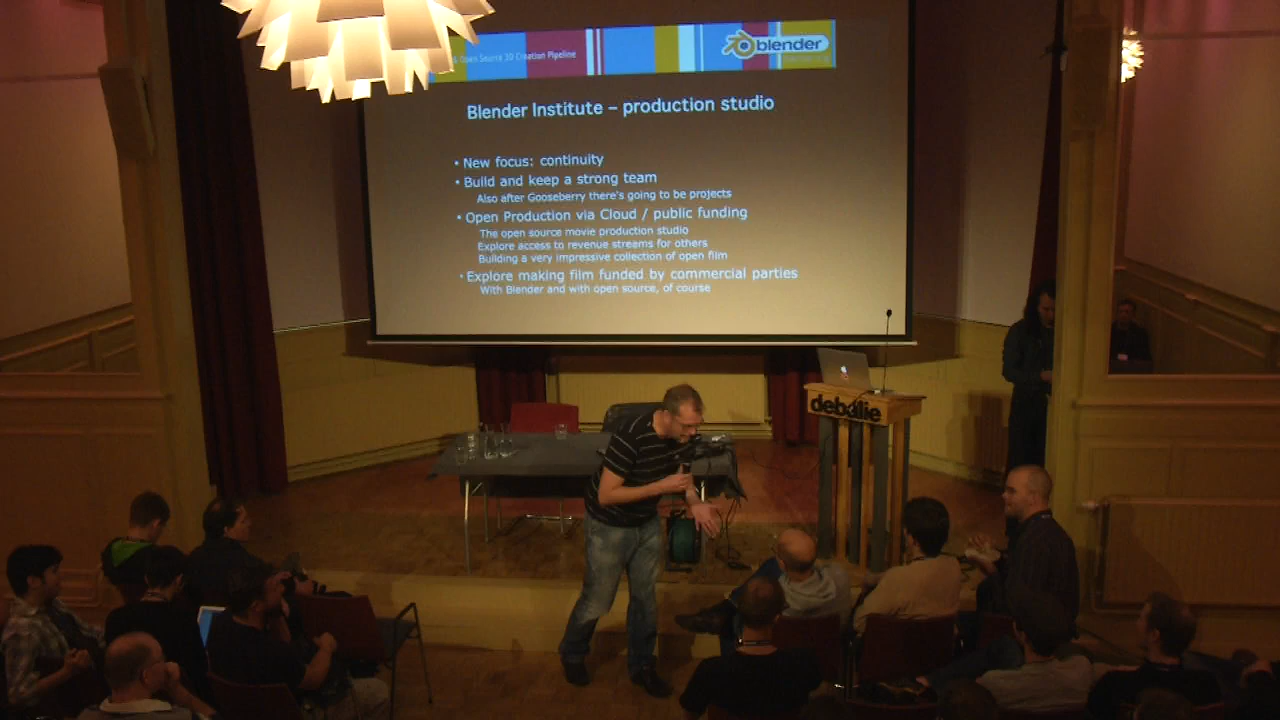 & Open Source 3D Creation Pipeline
blender
Blender Institute – production studio
• New focus: continuity
• Build and keep a strong team
Also after Gooseberry there's going to be projects
• Open Production via Cloud / public funding
The open source movie production studio
Explore access to revenue streams for others
Building a very impressive collection of open film
• Explore making film funded by commercial parties
With Blender and with open source, of course
debalie